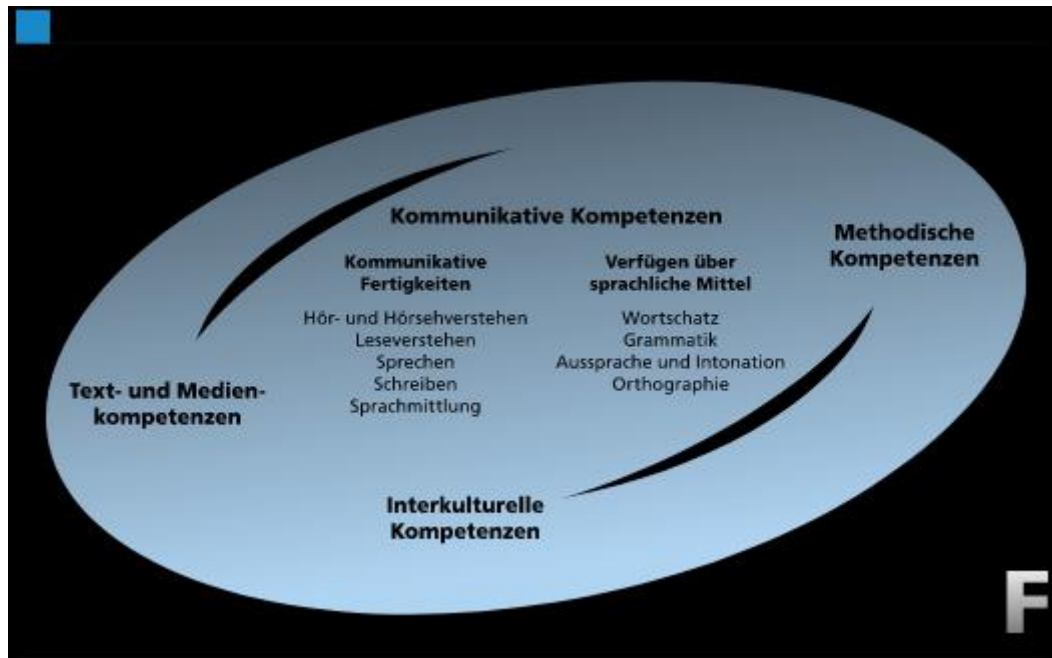 Kommunikative Kompetenzen
Methodische
Kompetenzen
Kommunikative
Fertigkeiten
Hör- und Hörsehverstehen
Leseverstehen
Sprechen
Schreiben
Sprachmittlung
Verfügen über
sprachliche Mittel
Wortschatz
Grammatik
Aussprache und Intonation
Orthographie
Text- und Medien-
kompetenzen
Interkulturelle
Kompetenzen
F